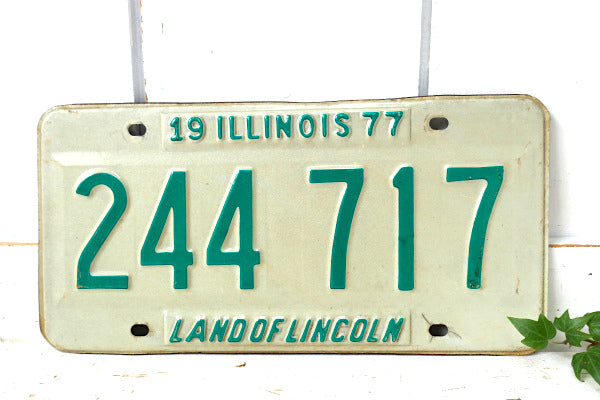 19 ILLINOIS 77
244 717
LAND OF LINCOLN